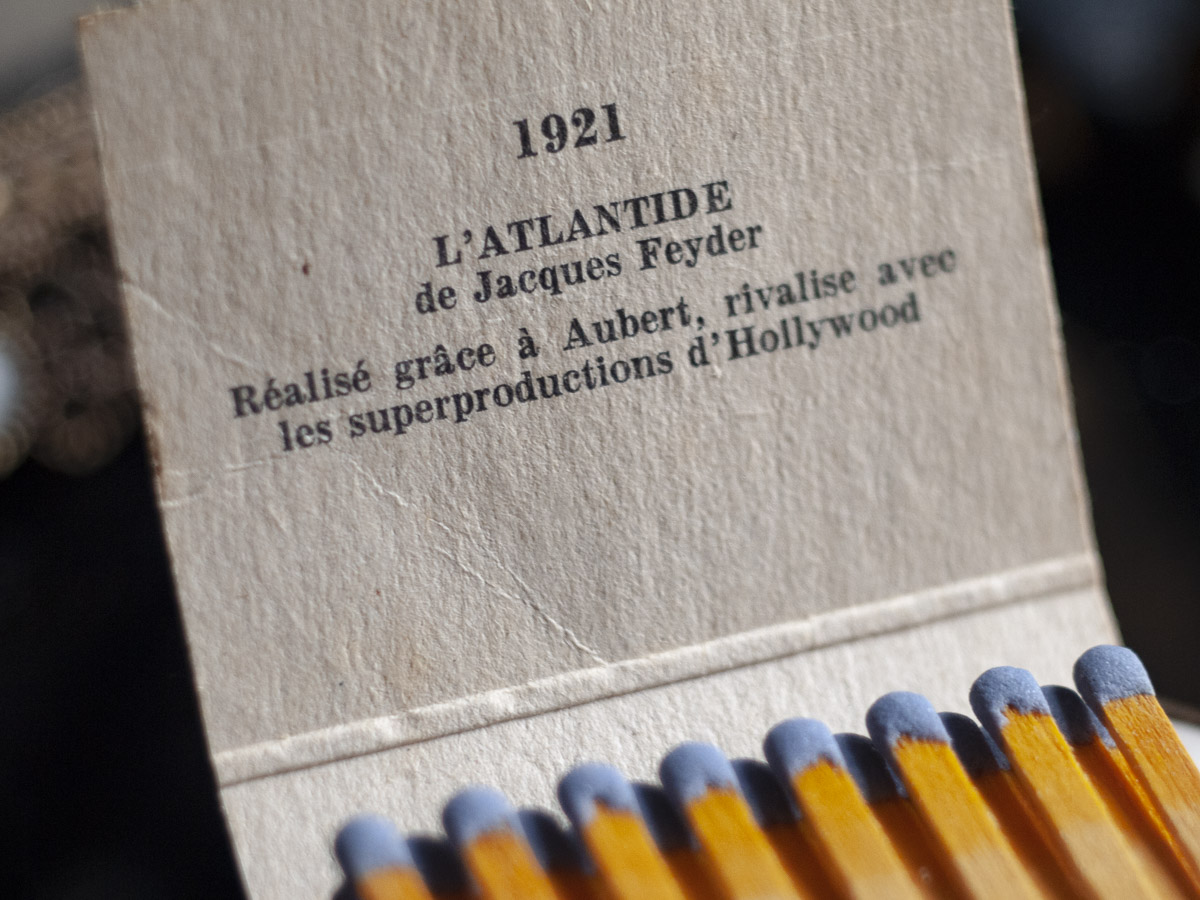 1921
L'ATLANTIDE
de Jacques Feyder
Réalisé grâce à Aubert, rivalise avec
les superproductions d'Hollywood